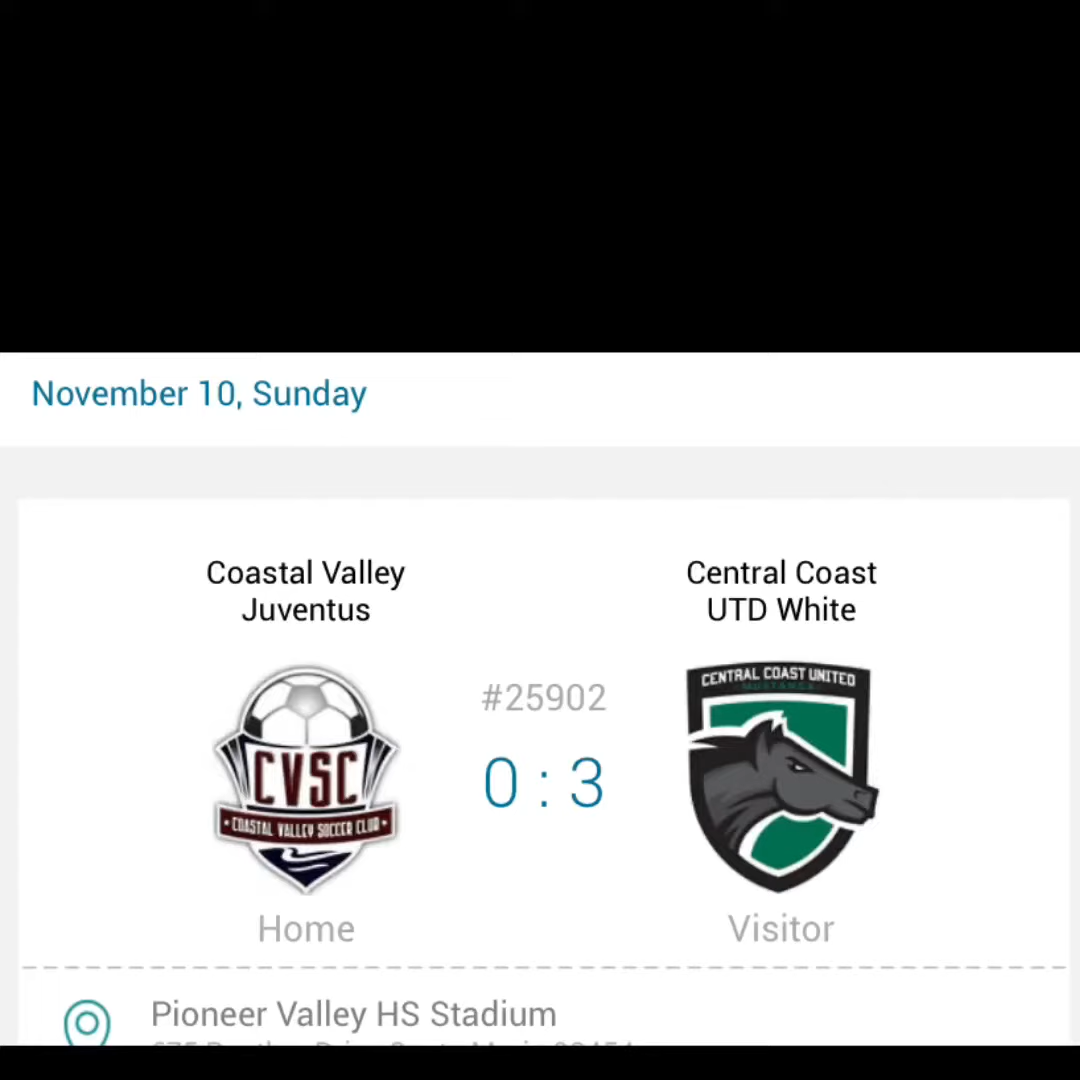 November 10, Sunday
Coastal Valley
Juventus
Central Coast
UTD White
CENTRAL COAST UNITED
#25902
CVSC
0 : 3
• COASTAL VALLEY SOCCER CLUB •
Home
Visitor
Pioneer Valley HS Stadium